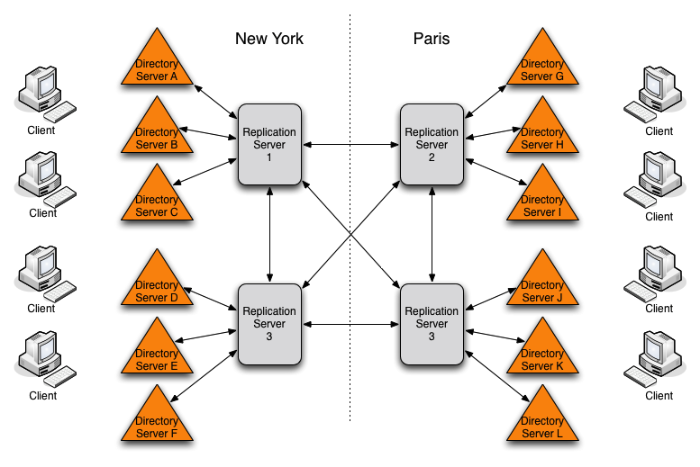 New York
Paris
Directory
Server A
Directory
Server B
Directory
Server C
Directory
Server D
Directory
Server E
Directory
Server F
Replication
Server
1
Replication
Server
2
Replication
Server
3
Replication
Server
3
Directory
Server G
Directory
Server H
Directory
Server I
Directory
Server J
Directory
Server K
Directory
Server L
Client
Client
Client
Client
Client
Client
Client
Client